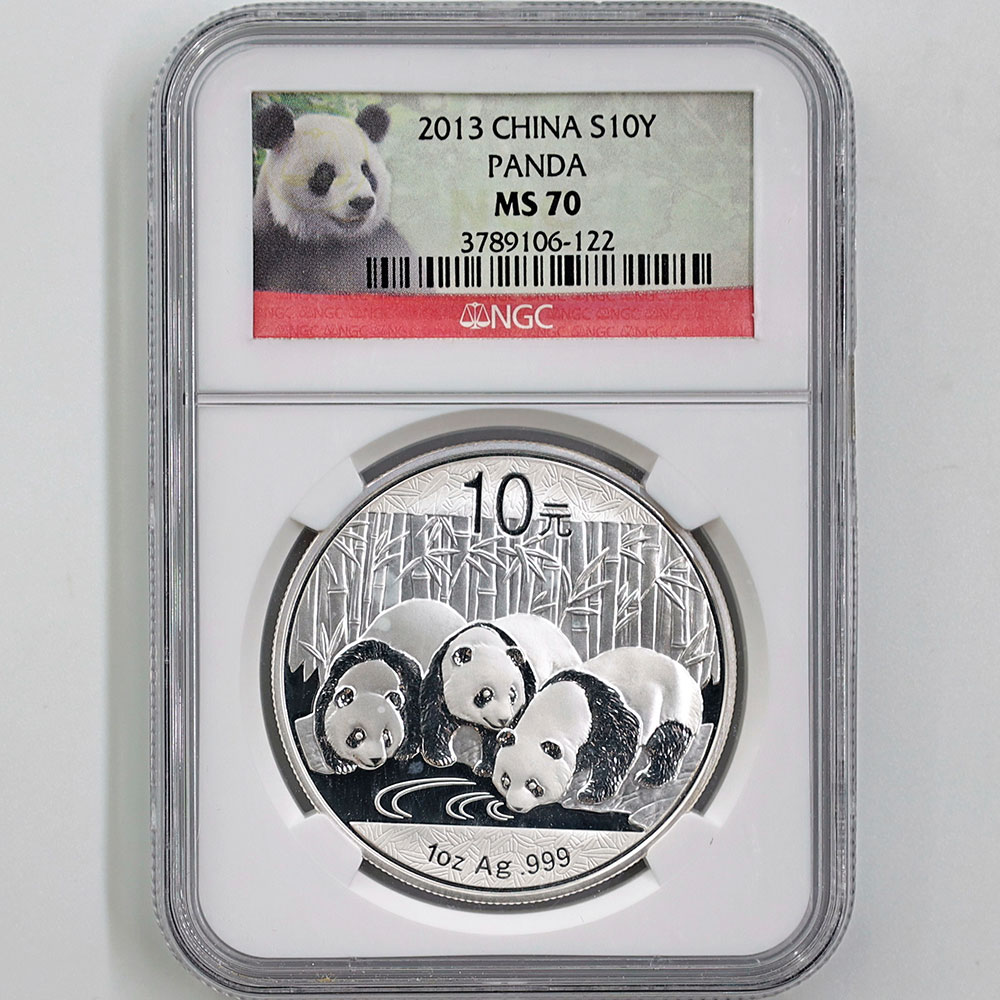 2013 CHINA S10Y
PANDA
MS 70
3789106-122
NGC
10元
1oz Ag .999